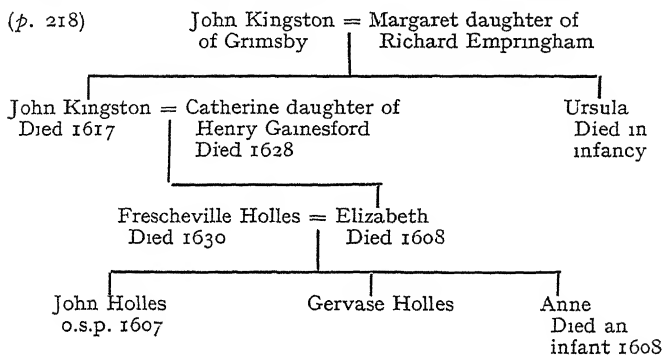 (p. 218)
John Kingston = Margaret daughter of
of Grimsby Richard Empringham
John Kingston = Catherine daughter of Ursula
Died 1617 Henry Gainesford Died in
Died 1628 infancy
Frescheville Holles = Elizabeth
Died 1630 Died 1608
John Holles Gervase Holles Anne
o.s.p. 1607 Died an
infant 1608